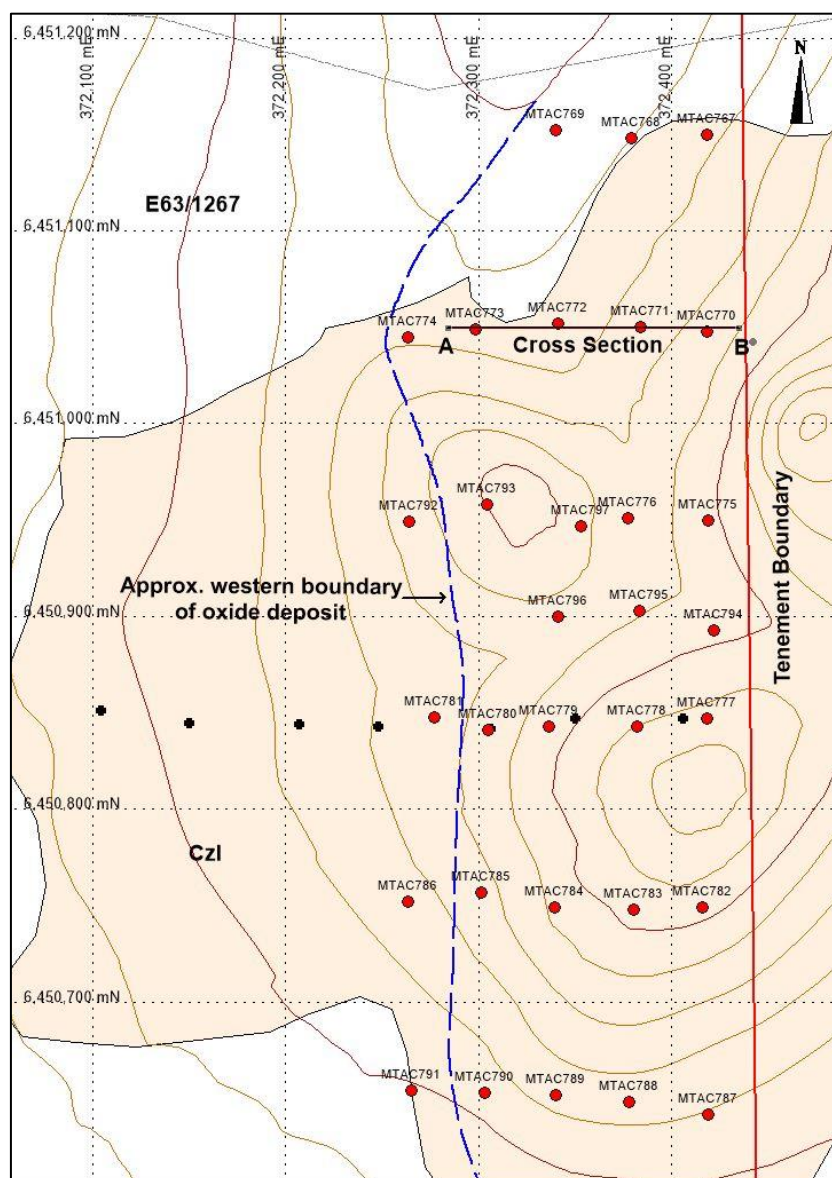 6,451,200 mN
372,100 mE
372,200 mE
372,300 mE
372,400 mE
N
MTAC769
MTAC768
MTAC767
E63/1267
6,451,100 mN
MTAC774
MTAC773
MTAC772
MTAC771
MTAC770
A
Cross Section
B
6,451,000 mN
MTAC792
MTAC793
MTAC797
MTAC776
MTAC775
Tenement Boundary
Approx. western boundary
of oxide deposit
6,450,900 mN
MTAC796
MTAC795
MTAC794
MTAC781
MTAC780
MTAC779
MTAC778
MTAC777
6,450,800 mN
Czl
MTAC786
MTAC785
MTAC784
MTAC783
MTAC782
6,450,700 mN
MTAC791
MTAC790
MTAC789
MTAC788
MTAC787